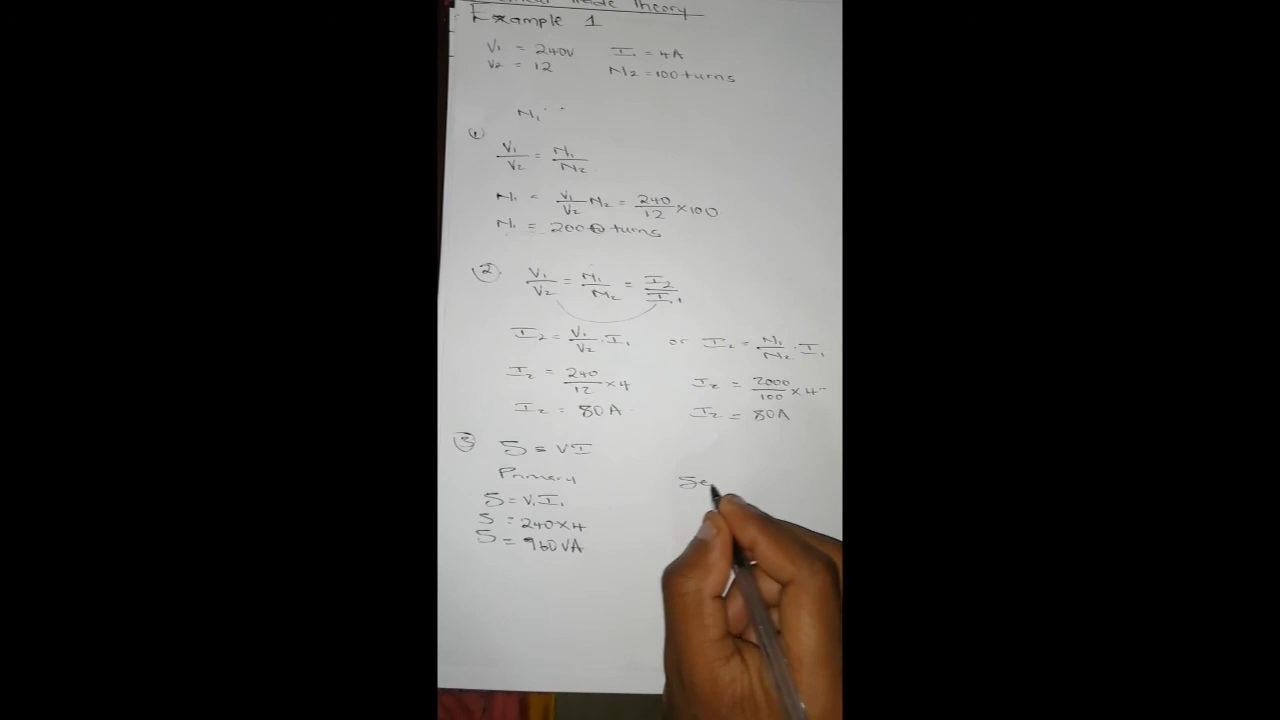 Trade Theory
Example 1
V1 = 240V I1 = 4A
V2 = 12 N2 = 100 turns
N1
1
V1/V2 = N1/N2
N1 = V1/V2 N2 = 240/12 × 100
N1 = 2000 turns
2 V1/V2 = N1/N2 = I2/I1
I2 = V1/V2 . I1 or I2 = N1/N2 . I1
I2 = 240/12 × 4 I2 = 2000/100 × 4
I2 = 80A I2 = 80A
3 S = VI
Primary Se
S = V1I1
S = 240 × 4
S = 960VA